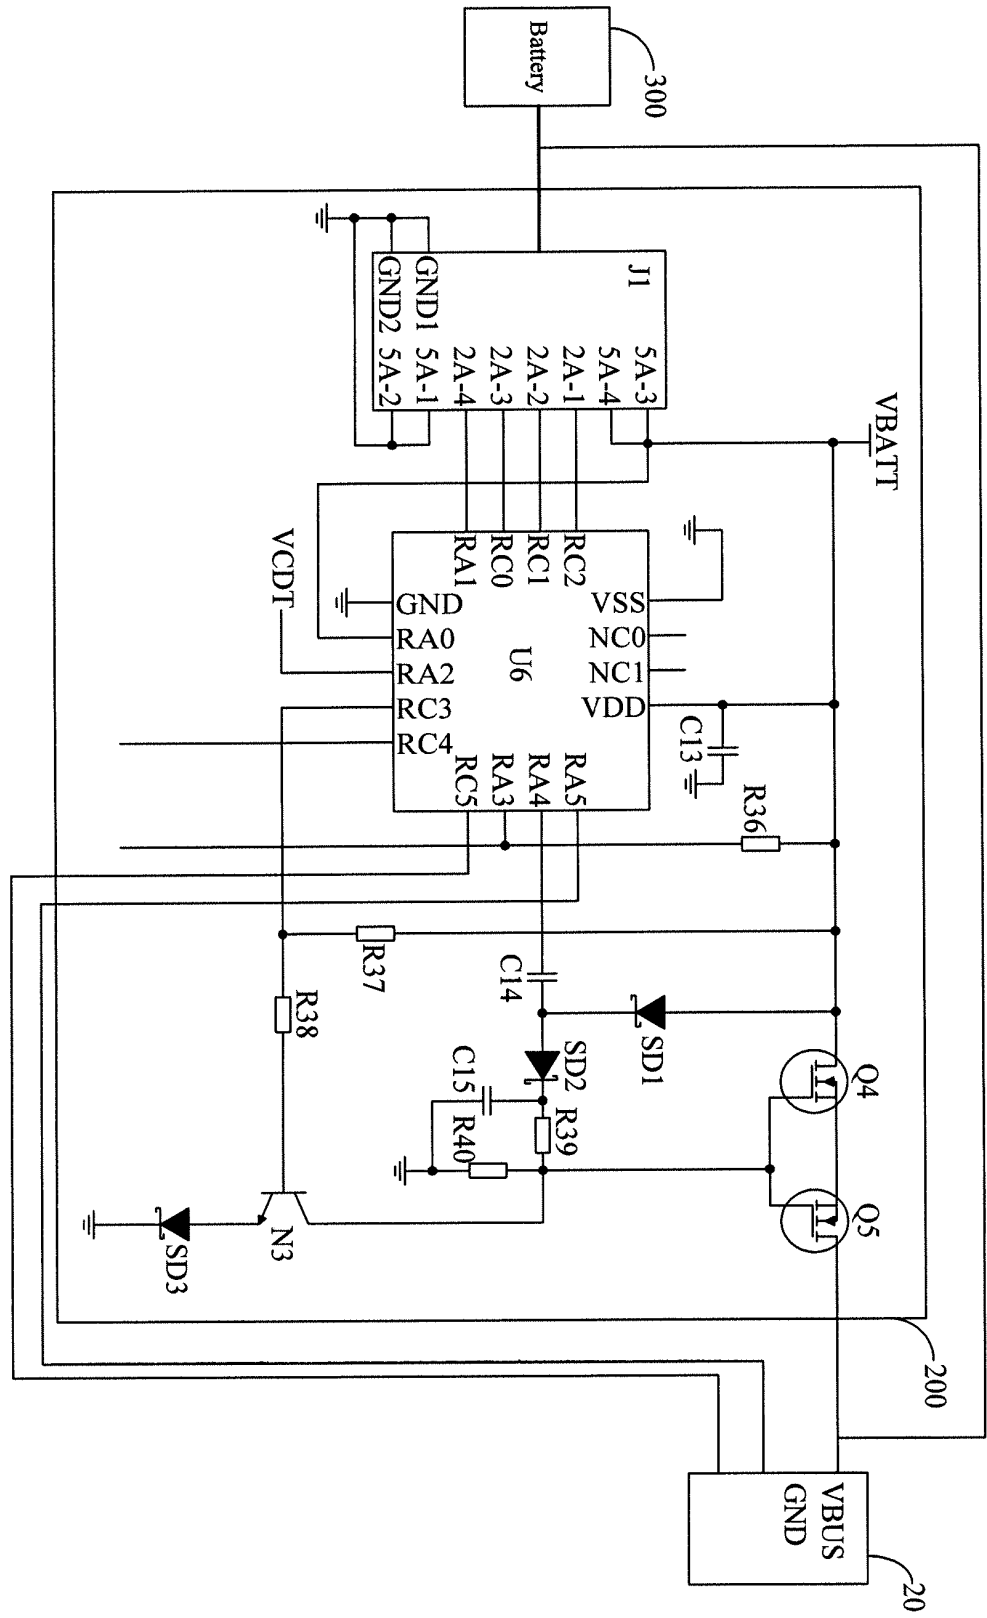 Battery
300
J1
GND1
GND2
5A-3
5A-4
2A-1
2A-2
2A-3
2A-4
5A-1
5A-2
VBATT
VCDT
U6
RC2
RC1
RC0
RA1
VSS
NC0
NC1
VDD
GND
RA0
RA2
RC3
RC4
RA5
RA4
RA3
RC5
C13
R36
R37
R38
C14
SD1
SD2
C15
R39
R40
N3
SD3
Q4
Q5
200
VBUS
GND
20